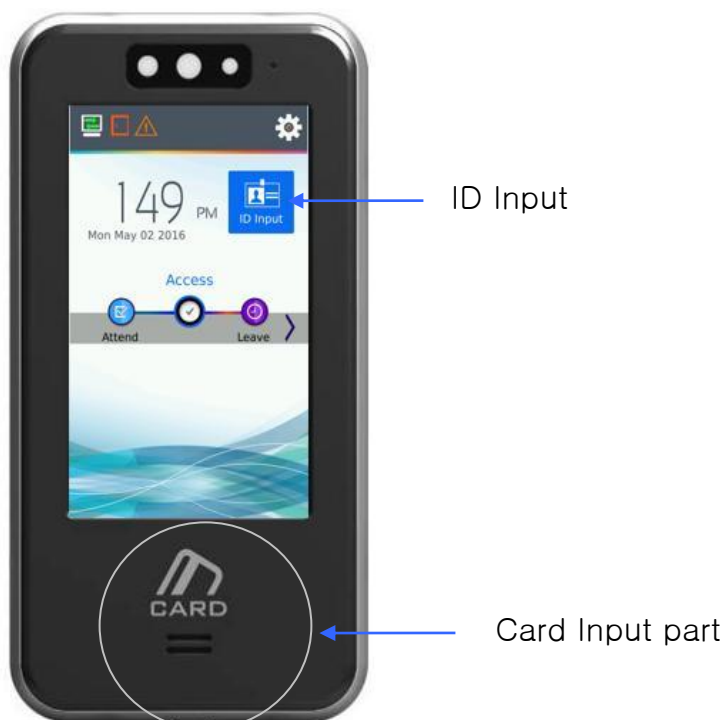 149 PM
ID Input
Mon May 02 2016
Access
Attend
Leave
CARD
ID Input
Card Input part